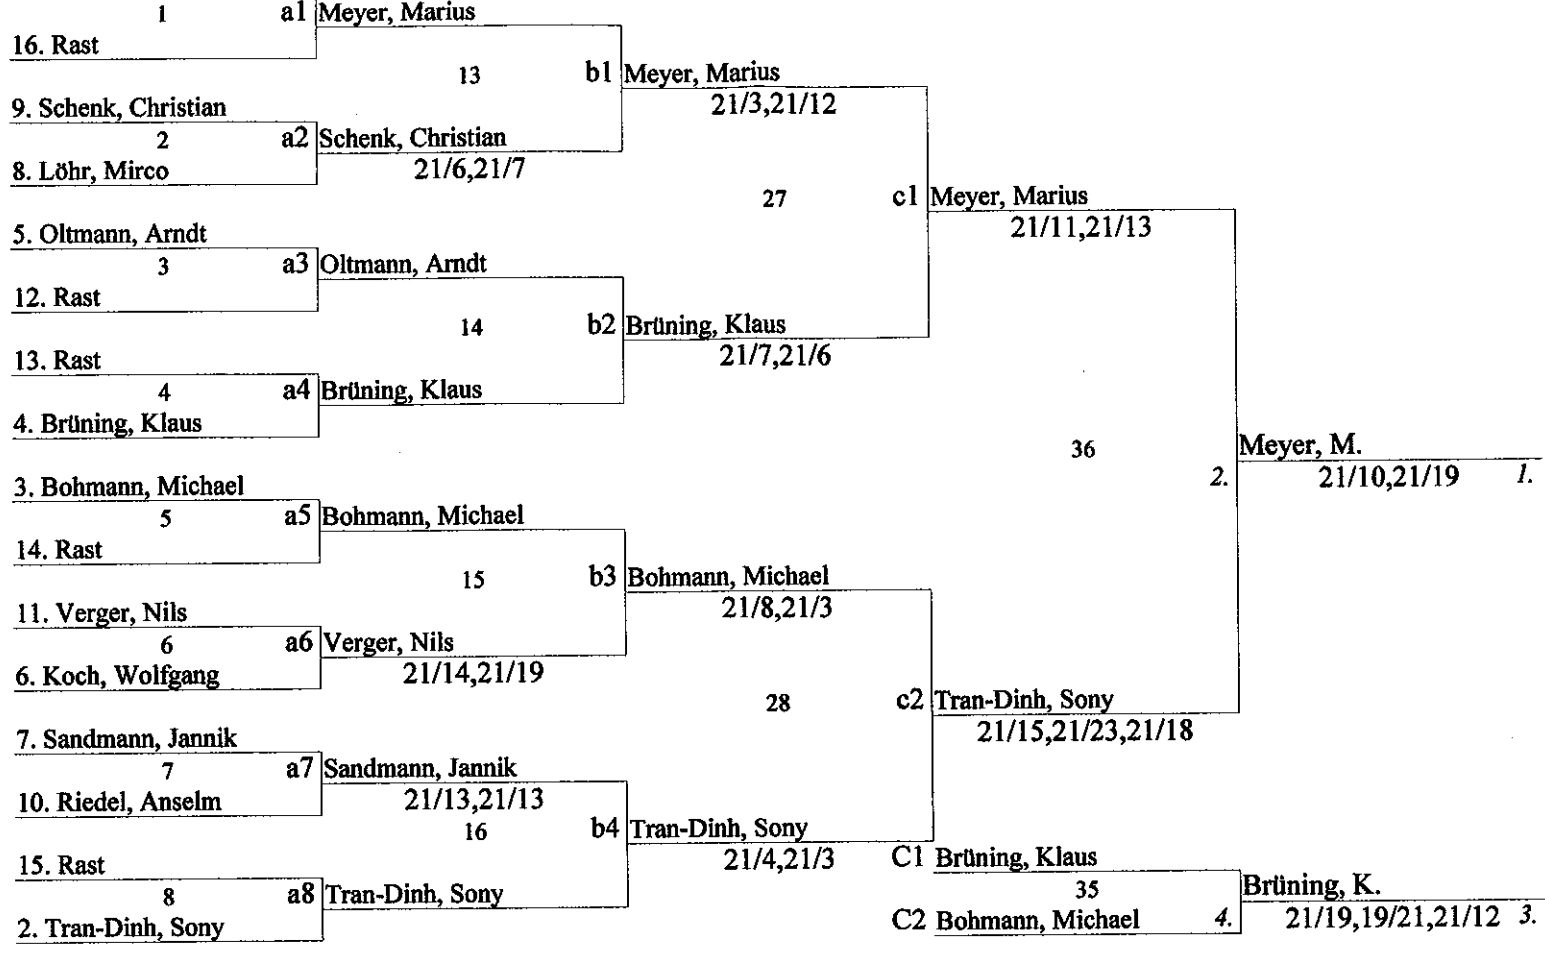 1 a1 Meyer, Marius
16. Rast
13 b1 Meyer, Marius
21/3,21/12
9. Schenk, Christian
2 a2 Schenk, Christian
8. Löhr, Mirco 21/6,21/7
27 c1 Meyer, Marius
21/11,21/13
5. Oltmann, Arndt
3 a3 Oltmann, Arndt
12. Rast
14 b2 Brüning, Klaus
21/7,21/6
13. Rast
4 a4 Brüning, Klaus
4. Brüning, Klaus
36 Meyer, M.
2. 21/10,21/19 1.
3. Bohmann, Michael
5 a5 Bohmann, Michael
14. Rast
15 b3 Bohmann, Michael
21/8,21/3
11. Verger, Nils
6 a6 Verger, Nils
6. Koch, Wolfgang 21/14,21/19
28 c2 Tran-Dinh, Sony
21/15,21/23,21/18
7. Sandmann, Jannik
7 a7 Sandmann, Jannik
10. Riedel, Anselm 21/13,21/13
16 b4 Tran-Dinh, Sony
21/4,21/3
15. Rast
8 a8 Tran-Dinh, Sony
2. Tran-Dinh, Sony
C1 Brüning, Klaus
35 Brüning, K.
C2 Bohmann, Michael 4. 21/19,19/21,21/12 3.